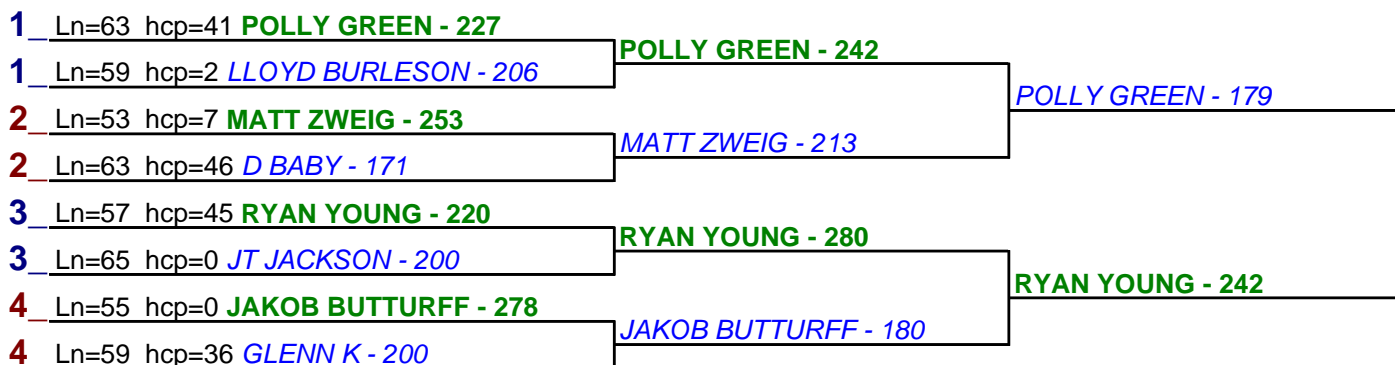 1_ Ln=63 hcp=41 POLLY GREEN - 227
POLLY GREEN - 242
1_ Ln=59 hcp=2 LLOYD BURLESON - 206
POLLY GREEN - 179
2_ Ln=53 hcp=7 MATT ZWEIG - 253
MATT ZWEIG - 213
2_ Ln=63 hcp=46 D BABY - 171
3_ Ln=57 hcp=45 RYAN YOUNG - 220
RYAN YOUNG - 280
3_ Ln=65 hcp=0 JT JACKSON - 200
RYAN YOUNG - 242
4_ Ln=55 hcp=0 JAKOB BUTTURFF - 278
JAKOB BUTTURFF - 180
4 Ln=59 hcp=36 GLENN K - 200